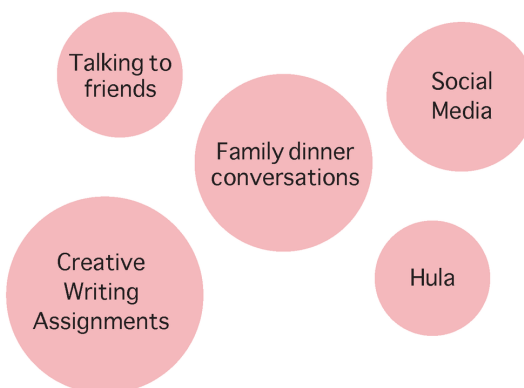 Talking to
friends
Social
Media
Family dinner
conversations
Creative
Writing
Assignments
Hula